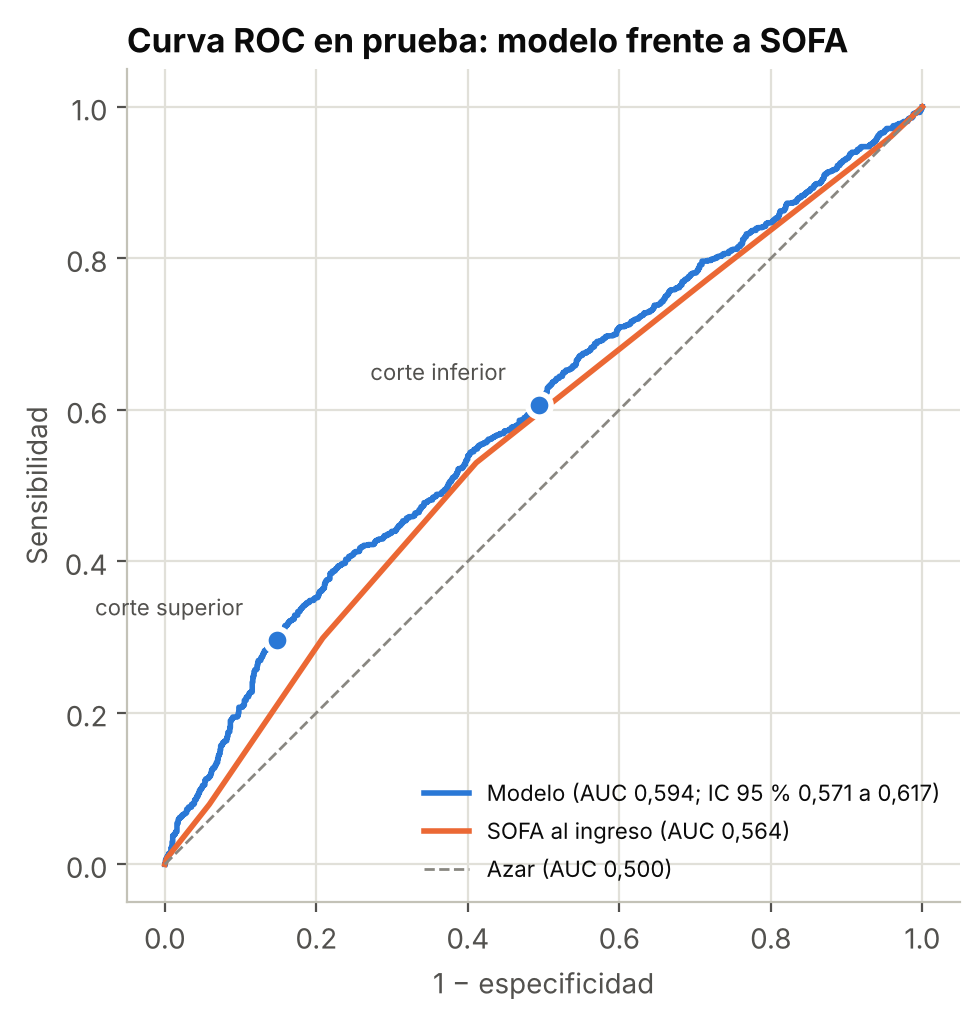 Curva ROC en prueba: modelo frente a SOFA
1.0
0.8
0.6
0.4
0.2
0.0
Sensibilidad
corte inferior
corte superior
Modelo (AUC 0,594; IC 95 % 0,571 a 0,617)
SOFA al ingreso (AUC 0,564)
Azar (AUC 0,500)
0.0 0.2 0.4 0.6 0.8 1.0
1 − especificidad